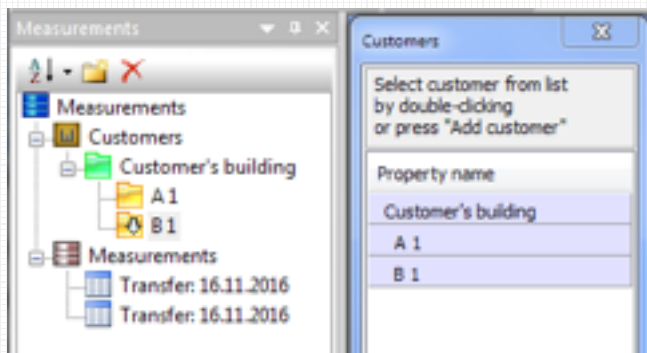 Measurements
Measurements
Customers
Customer's building
A 1
B 1
Measurements
Transfer: 16.11.2016
Transfer: 16.11.2016
Customers
Select customer from list
by double-clicking
or press "Add customer"
Property name
Customer's building
A 1
B 1